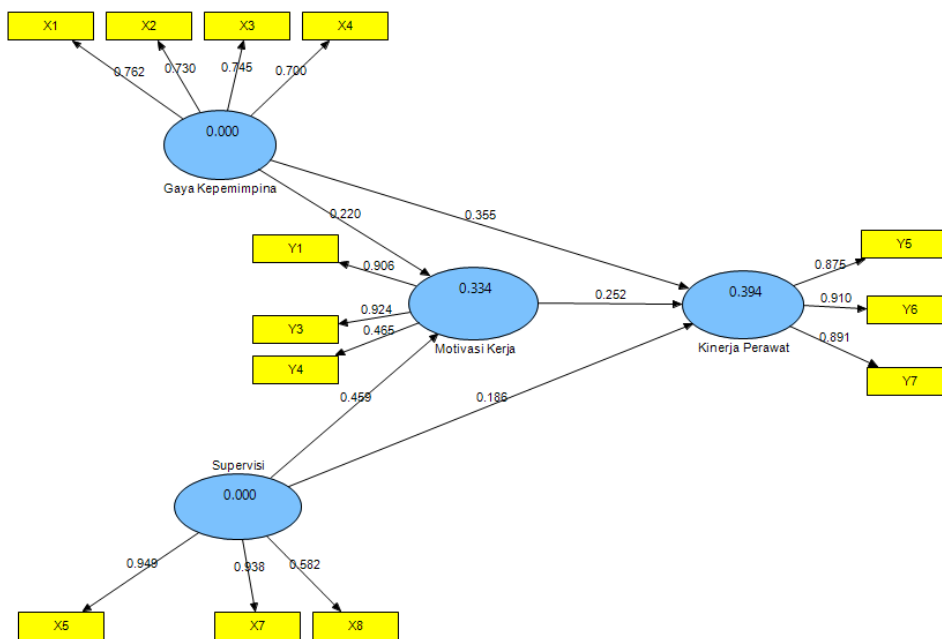 X1
X2
X3
X4
0.762
0.730
0.745
0.700
0.000
Gaya Kepemimpina
0.220
0.355
Y1
0.906
Y3
0.924
Y4
0.465
0.334
Motivasi Kerja
0.252
0.394
Kinerja Perawat
0.875
Y5
0.910
Y6
0.891
Y7
0.459
0.186
Supervisi
0.000
0.949
0.938
0.582
X5
X7
X8